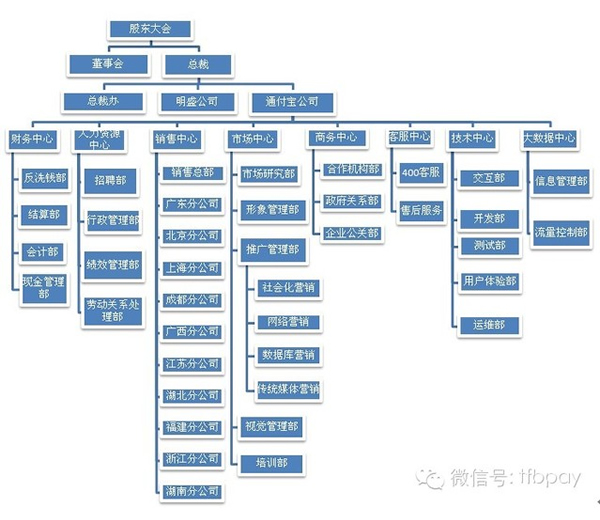 股东大会
董事会
总裁
总裁办
明盛公司
通付宝公司
财务中心
人力资源
中心
销售中心
市场中心
商务中心
客服中心
技术中心
大数据中心
反洗钱部
结算部
会计部
现金管理
部
招聘部
行政管理部
绩效管理部
劳动关系处
理部
销售总部
广东分公司
北京分公司
上海分公司
成都分公司
广西分公司
江苏分公司
湖北分公司
福建分公司
浙江分公司
湖南分公司
市场研究部
形象管理部
推广管理部
社会化营销
网络营销
数据库营销
传统媒体营销
视觉管理部
培训部
合作机构部
政府关系部
企业公关部
400客服
售后服务
交互部
开发部
测试部
用户体验部
运维部
信息管理部
流量控制部
微信号: tfbpay